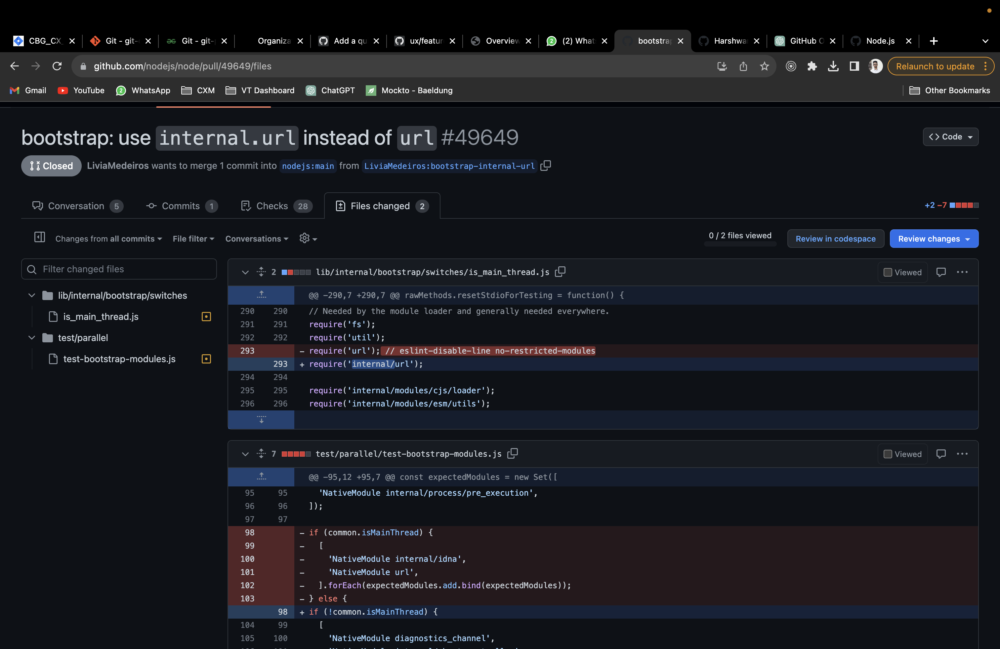 CBG_CX_
Git - git-
Git - git-p
Organiza
Add a qu
ux/featur
Overview
(2) What
bootstrap
Harshwa
GitHub C
Node.js
github.com/nodejs/node/pull/49649/files
Relaunch to update
Gmail
YouTube
2
WhatsApp
CXM
VT Dashboard
ChatGPT
Mockto - Baeldung
Other Bookmarks
bootstrap: use internal.url instead of url #49649
Code
Closed
LiviaMedeiros wants to merge 1 commit into nodejs:main from LiviaMedeiros:bootstrap-internal-url
Conversation 5
Commits 1
Checks 28
Files changed 2
+2 −7
Changes from all commits
File filter
Conversations
0 / 2 files viewed
Review in codespace
Review changes
Filter changed files
lib/internal/bootstrap/switches
is_main_thread.js
test/parallel
test-bootstrap-modules.js
2 lib/internal/bootstrap/switches/is_main_thread.js
Viewed
@@ -290,7 +290,7 @@ rawMethods.resetStdioForTesting = function() {
290 290 // Needed by the module loader and generally needed everywhere.
291 291 require('fs');
292 292 require('util');
293 - require('url'); // eslint-disable-line no-restricted-modules
293 + require('internal/url');
294 294
295 295 require('internal/modules/cjs/loader');
296 296 require('internal/modules/esm/utils');
7 test/parallel/test-bootstrap-modules.js
Viewed
@@ -95,12 +95,7 @@ const expectedModules = new Set([
95 95 'NativeModule internal/process/pre_execution',
96 96 ]);
97 97
98 - if (common.isMainThread) {
99 - [
100 - 'NativeModule internal/idna',
101 - 'NativeModule url',
102 - ].forEach(expectedModules.add.bind(expectedModules));
103 - } else {
98 + if (!common.isMainThread) {
104 99 [
105 100 'NativeModule diagnostics_channel',